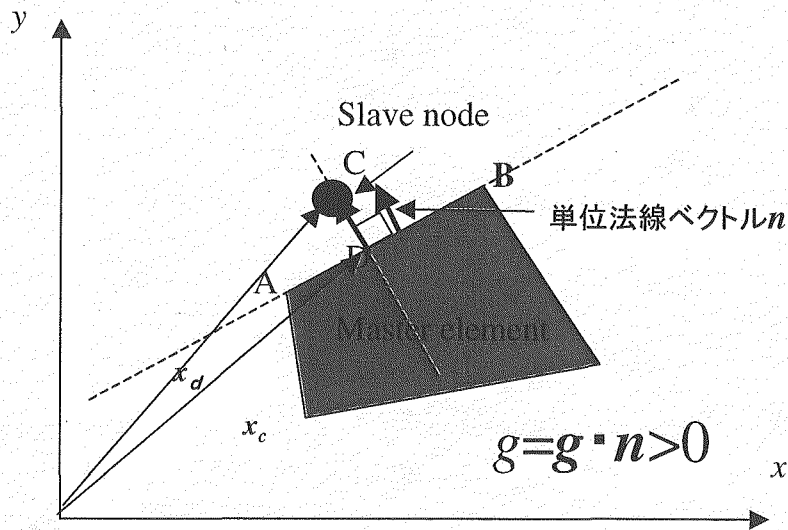 y
Slave node
C
B
単位法線ベクトルn
D
A
Master element
x_d
x_c
g=g・n>0
x